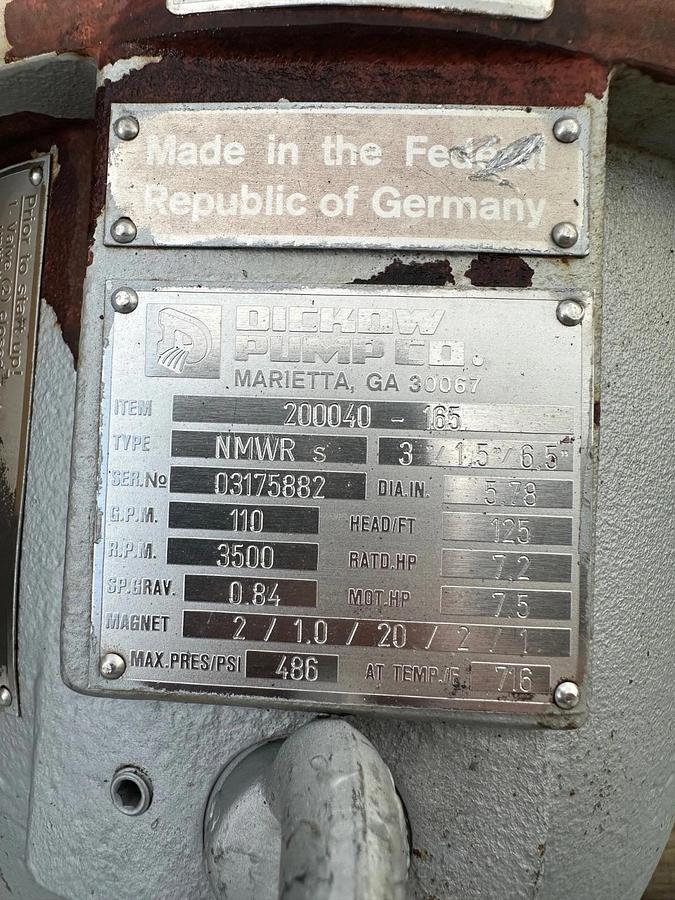 Made in the Federal
Republic of Germany
Prior to start up!
DICKOW
PUMP CO.
MARIETTA, GA 30067
ITEM 200040 - 165
TYPE NMWR s 3"/1.5"/6.5"
SER.No 03175882 DIA.IN. 5.78
G.P.M. 110 HEAD/FT 125
R.P.M. 3500 RATD.HP 7.2
SP.GRAV. 0.84 MOT.HP 7.5
MAGNET 2 / 1.0 / 20 / 2 / 1
MAX.PRES/PSI 486 AT TEMP./F 716